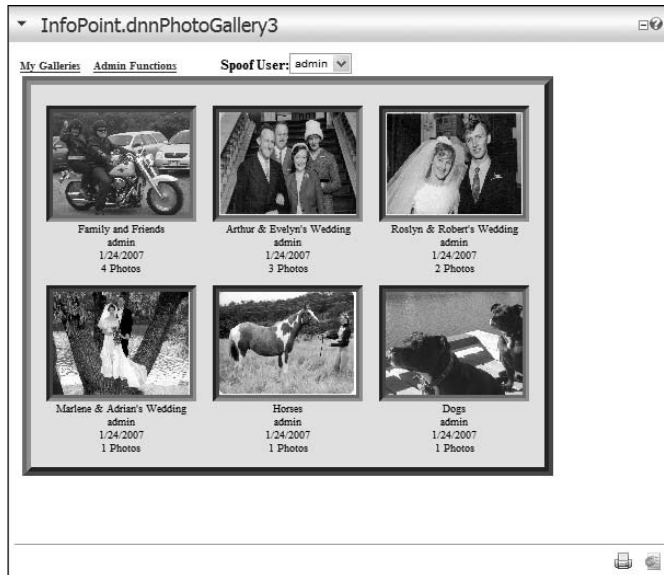 InfoPoint.dnnPhotoGallery3
My Galleries Admin Functions Spoof User: admin
Family and Friends
admin
1/24/2007
4 Photos
Arthur & Evelyn's Wedding
admin
1/24/2007
3 Photos
Roslyn & Robert's Wedding
admin
1/24/2007
2 Photos
Marlene & Adrian's Wedding
admin
1/24/2007
1 Photos
Horses
admin
1/24/2007
1 Photos
Dogs
admin
1/24/2007
1 Photos